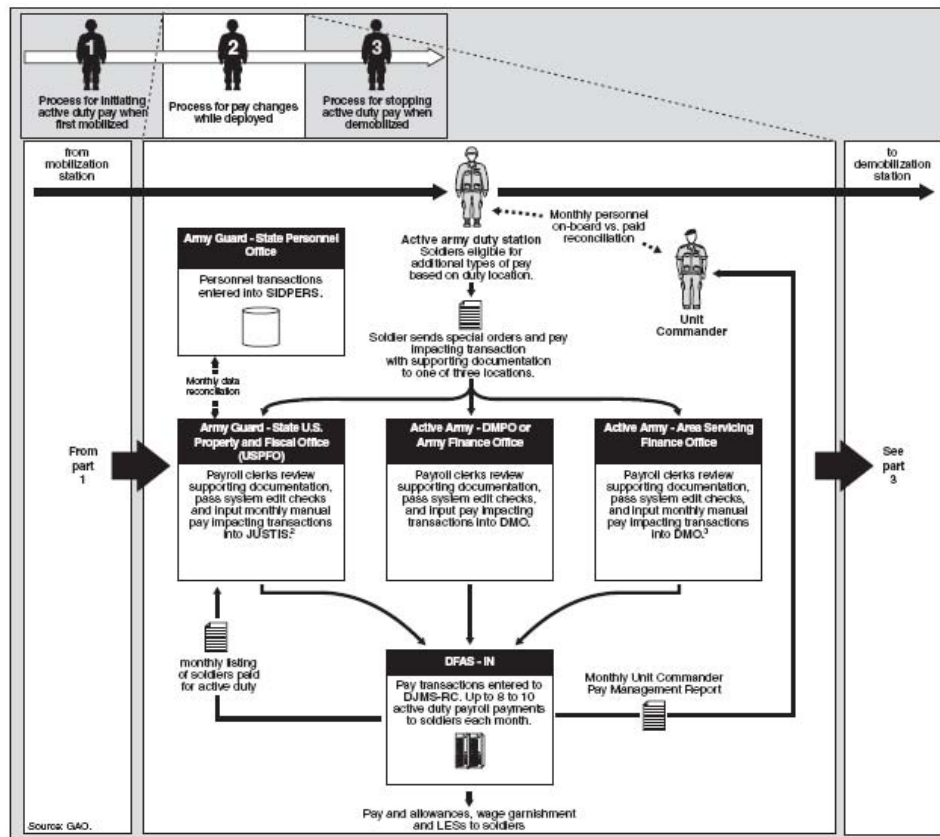 1
2
3
Process for initiating
active duty pay when
first mobilized
Process for pay changes
while deployed
Process for stopping
active duty pay when
demobilized
from
mobilization
station
to
demobilization
station
Monthly personnel
on-board vs. paid
reconciliation
Active army duty station
Soldiers eligible for
additional types of pay
based on duty location.
Army Guard - State Personnel
Office
Personnel transactions
entered into SIDPERS.
Unit
Commander
Soldier sends special orders and pay
impacting transaction
with supporting documentation
to one of three locations.
Monthly data
reconciliation
From
part
1
Army Guard - State U.S.
Property and Fiscal Office
(USPFO)
Payroll clerks review
supporting documentation,
pass system edit checks
and input monthly manual
pay impacting transactions
into JUSTIS.2
Active Army - DMPO or
Army Finance Office
Payroll clerks review
supporting documentation,
pass system edit checks,
and input pay impacting
transactions into DMO.
Active Army - Area Servicing
Finance Office
Payroll clerks review
supporting documentation,
pass system edit checks,
and input monthly manual
pay impacting transactions
into DMO.3
See
part
3
monthly listing
of soldiers paid
for active duty
DFAS - IN
Pay transactions entered to
DJMS-RC. Up to 8 to 10
active duty payroll payments
to soldiers each month.
Monthly Unit Commander
Pay Management Report
Pay and allowances, wage garnishment
and LESs to soldiers
Source: GAO.